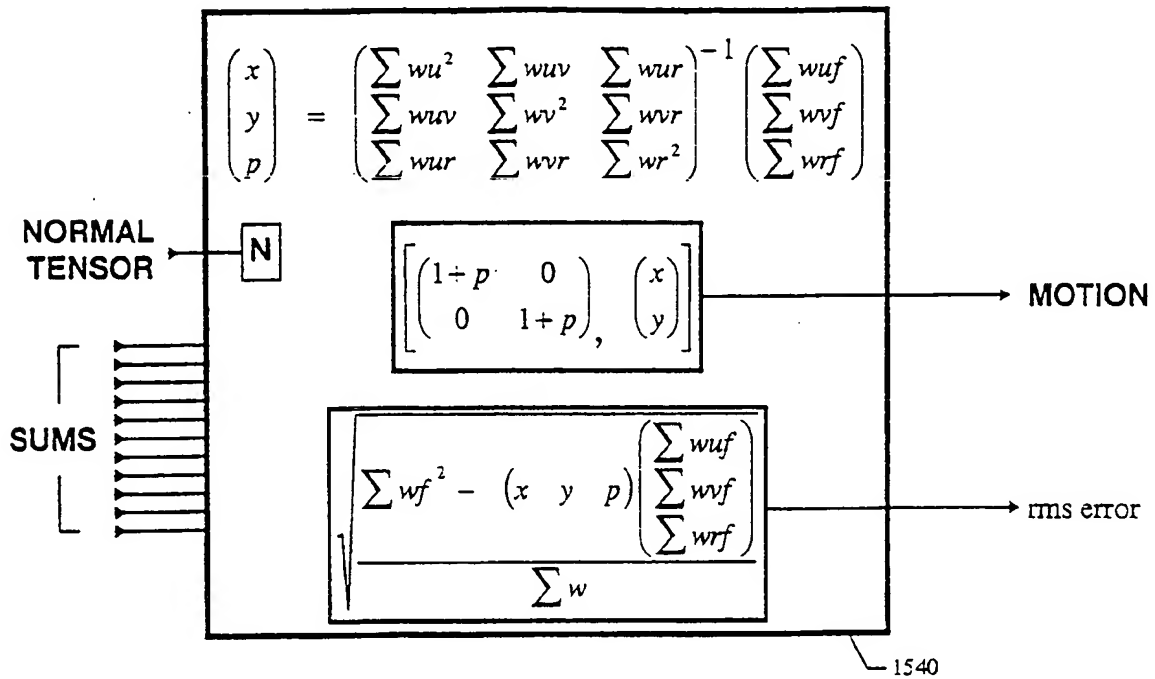 (x y p) = (∑wu² ∑wuv ∑wur
∑wuv ∑wv² ∑wvr
∑wur ∑wvr ∑wr²)⁻¹ (∑wuf
∑wvf
∑wrf)
NORMAL
TENSOR
N
[(1+p 0
0 1+p), (x
y)]
MOTION
SUMS
√((∑wf² - (x y p)(∑wuf
∑wvf
∑wrf))
/ ∑w)
rms error
1540